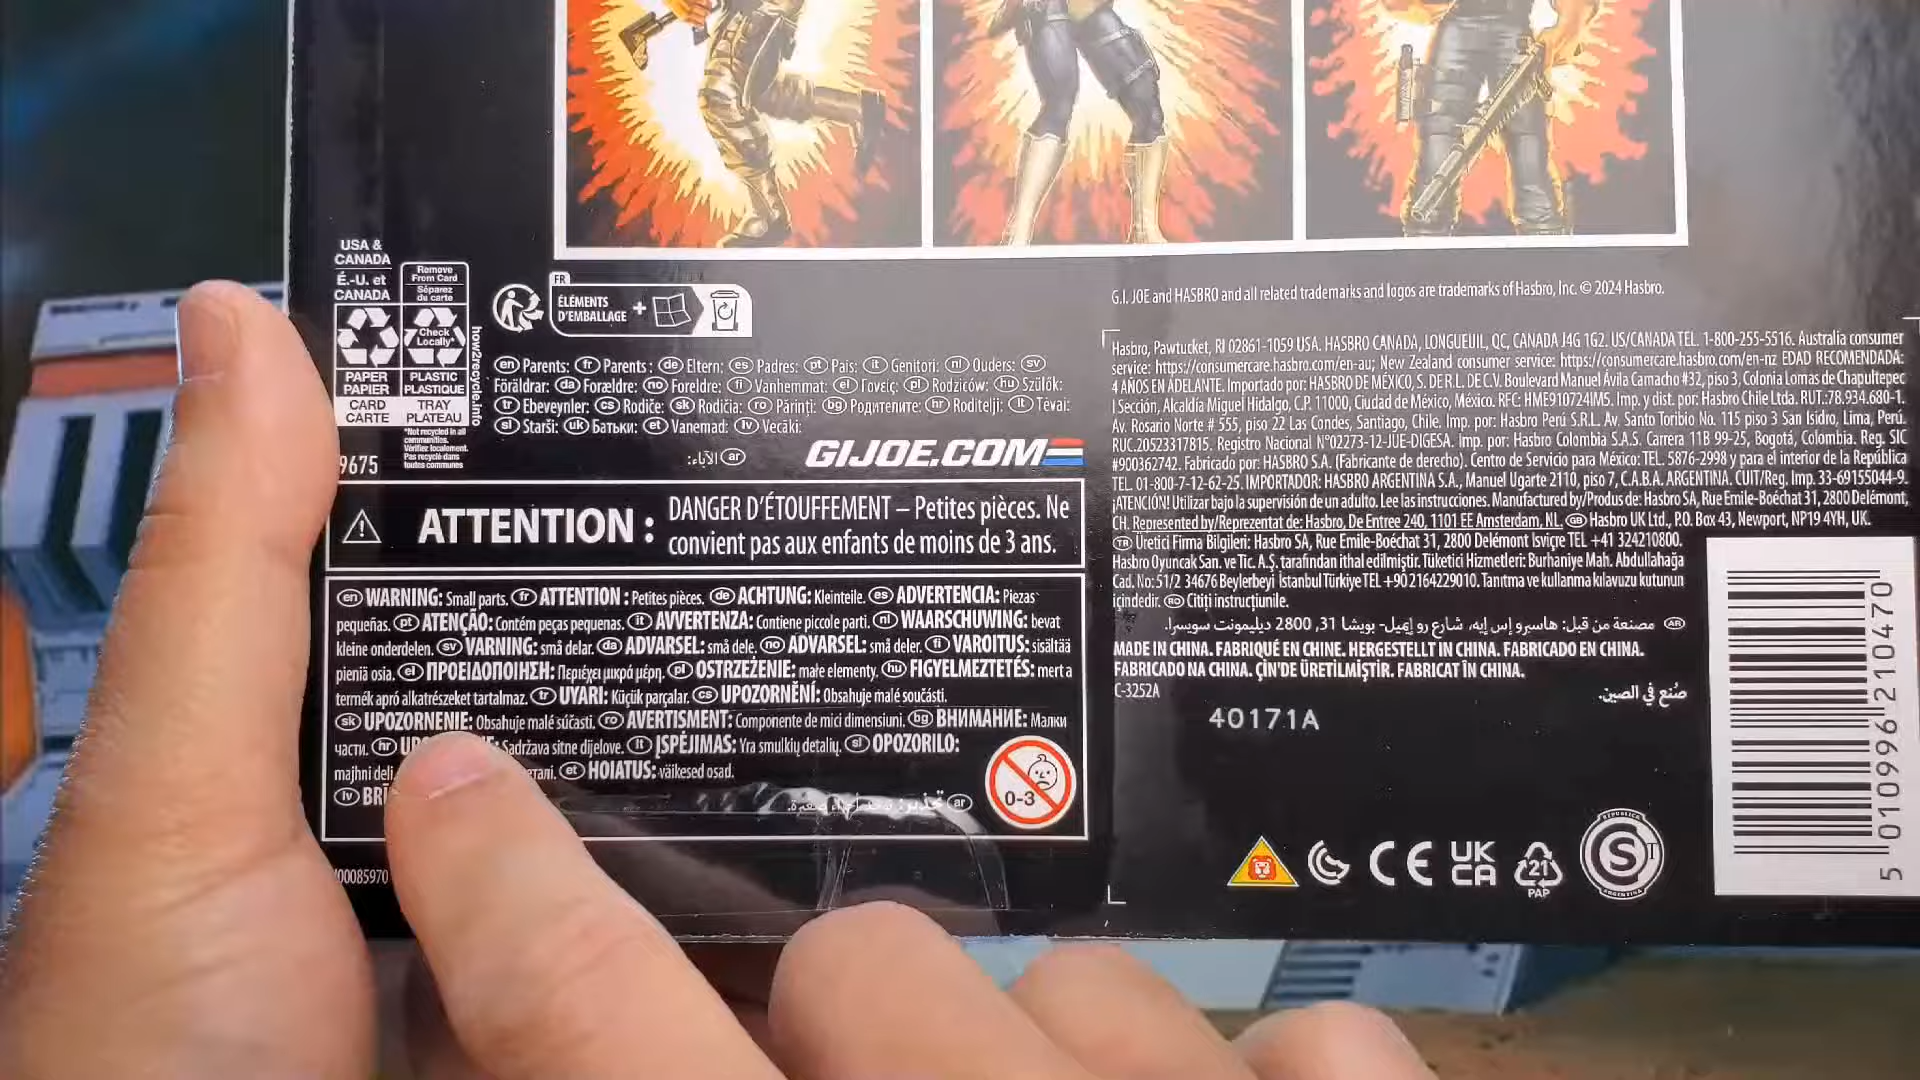 USA &
CANADA
É.-U. et
CANADA
PAPER
PAPIER
CARD
CARTE
Remove
From Card
Séparez
du carte
Check
Locally*
PLASTIC
PLASTIQUE
TRAY
PLATEAU
*Not recycled in all
communities.
Vérifiez localement.
Pas recyclé dans
toutes communes
how2recycle.info
FR
ÉLÉMENTS
D'EMBALLAGE +
en Parents: fr Parents : de Eltern: es Padres: pt Pais: it Genitori: nl Ouders: sv
Föräldrar: da Forældre: no Foreldre: fi Vanhemmat: el Γονείς: pl Rodziców: hu Szülők:
tr Ebeveynler: cs Rodiče: sk Rodičia: ro Părinți: bg Родителите: hr Roditelji: lt Tėvai:
sl Starši: uk Батьки: et Vanemad: lv Vecāki:
ar الآباء:
GIJOE.COM
9675
ATTENTION :
DANGER D'ÉTOUFFEMENT – Petites pièces. Ne
convient pas aux enfants de moins de 3 ans.
en WARNING: Small parts. fr ATTENTION : Petites pièces. de ACHTUNG: Kleinteile. es ADVERTENCIA: Piezas
pequeñas. pt ATENÇÃO: Contém peças pequenas. it AVVERTENZA: Contiene piccole parti. nl WAARSCHUWING: bevat
kleine onderdelen. sv VARNING: små delar. da ADVARSEL: små dele. no ADVARSEL: små deler. fi VAROITUS: sisältää
pieniä osia. el ΠΡΟΕΙΔΟΠΟΙΗΣΗ: Περιέχει μικρά μέρη. pl OSTRZEŻENIE: małe elementy. hu FIGYELMEZTETÉS: mert a
termék apró alkatrészeket tartalmaz. tr UYARI: Küçük parçalar. cs UPOZORNĚNÍ: Obsahuje malé součásti.
sk UPOZORNENIE: Obsahuje malé súčasti. ro AVERTISMENT: Componente de mici dimensiuni. bg ВНИМАНИЕ: Малки
части. hr Sadržava sitne dijelove. lt ĮSPĖJIMAS: Yra smulkių detalių. sl OPOZORILO:
majhni deli. et HOIATUS: väikesed osad.
lv
ar تحذير: صغيرة.
0-3
00085970
G.I. JOE and HASBRO and all related trademarks and logos are trademarks of Hasbro, Inc. © 2024 Hasbro.
Hasbro, Pawtucket, RI 02861-1059 USA. HASBRO CANADA, LONGUEUIL, QC, CANADA J4G 1G2. US/CANADA TEL. 1-800-255-5516. Australia consumer
service: https://consumercare.hasbro.com/en-au; New Zealand consumer service: https://consumercare.hasbro.com/en-nz EDAD RECOMENDADA:
4 AÑOS EN ADELANTE. Importado por: HASBRO DE MÉXICO, S. DE R.L. DE C.V. Boulevard Manuel Ávila Camacho #32, piso 3, Colonia Lomas de Chapultepec
I Sección, Alcaldía Miguel Hidalgo, C.P. 11000, Ciudad de México, México. RFC: HME910724IM5. Imp. y dist. por: Hasbro Chile Ltda. RUT.:78.934.680-1.
Av. Rosario Norte # 555, piso 22 Las Condes, Santiago, Chile. Imp. por: Hasbro Perú S.R.L. Av. Santo Toribio No. 115 piso 3 San Isidro, Lima, Perú.
RUC.20523317815. Registro Nacional N°02273-12-JUE-DIGESA. Imp. por: Hasbro Colombia S.A.S. Carrera 11B 99-25, Bogotá, Colombia. Reg. SIC
#900362742. Fabricado por: HASBRO S.A. (Fabricante de derecho). Centro de Servicio para México: TEL. 5876-2998 y para el interior de la República
TEL. 01-800-7-12-62-25. IMPORTADOR: HASBRO ARGENTINA S.A., Manuel Ugarte 2110, piso 7, C.A.B.A. ARGENTINA. CUIT/Reg. Imp. 33-69155044-9.
¡ATENCIÓN! Utilizar bajo la supervisión de un adulto. Lee las instrucciones. Manufactured by/Produs de: Hasbro SA, Rue Emile-Boéchat 31, 2800 Delémont,
CH. Represented by/Reprezentat de: Hasbro, De Entree 240, 1101 EE Amsterdam, NL. GB Hasbro UK Ltd., P.O. Box 43, Newport, NP19 4YH, UK.
TR Üretici Firma Bilgileri: Hasbro SA, Rue Emile-Boéchat 31, 2800 Delémont İsviçre TEL +41 324210800.
Hasbro Oyuncak San. ve Tic. A.Ş. tarafından ithal edilmiştir. Tüketici Hizmetleri: Burhaniye Mah. Abdullahağa
Cad. No: 51/2 34676 Beylerbeyi İstanbul Türkiye TEL +90 2164229010. Tanıtma ve kullanma kılavuzu kutunun
içindedir. RO Citiți instrucțiunile.
AR مصنعة من قبل: هاسبرو إس إيه، شارع رو إيميل- بويشا 31, 2800 ديليمونت سويسرا.
MADE IN CHINA. FABRIQUÉ EN CHINE. HERGESTELLT IN CHINA. FABRICADO EN CHINA.
FABRICADO NA CHINA. ÇİN'DE ÜRETİLMİŞTİR. FABRICAT ÎN CHINA.
C-3252A
صُنع في الصين.
40171A
CE
UK
CA
21
PAP
REPUBLICA
S
ARGENTINA
5 010996 210470